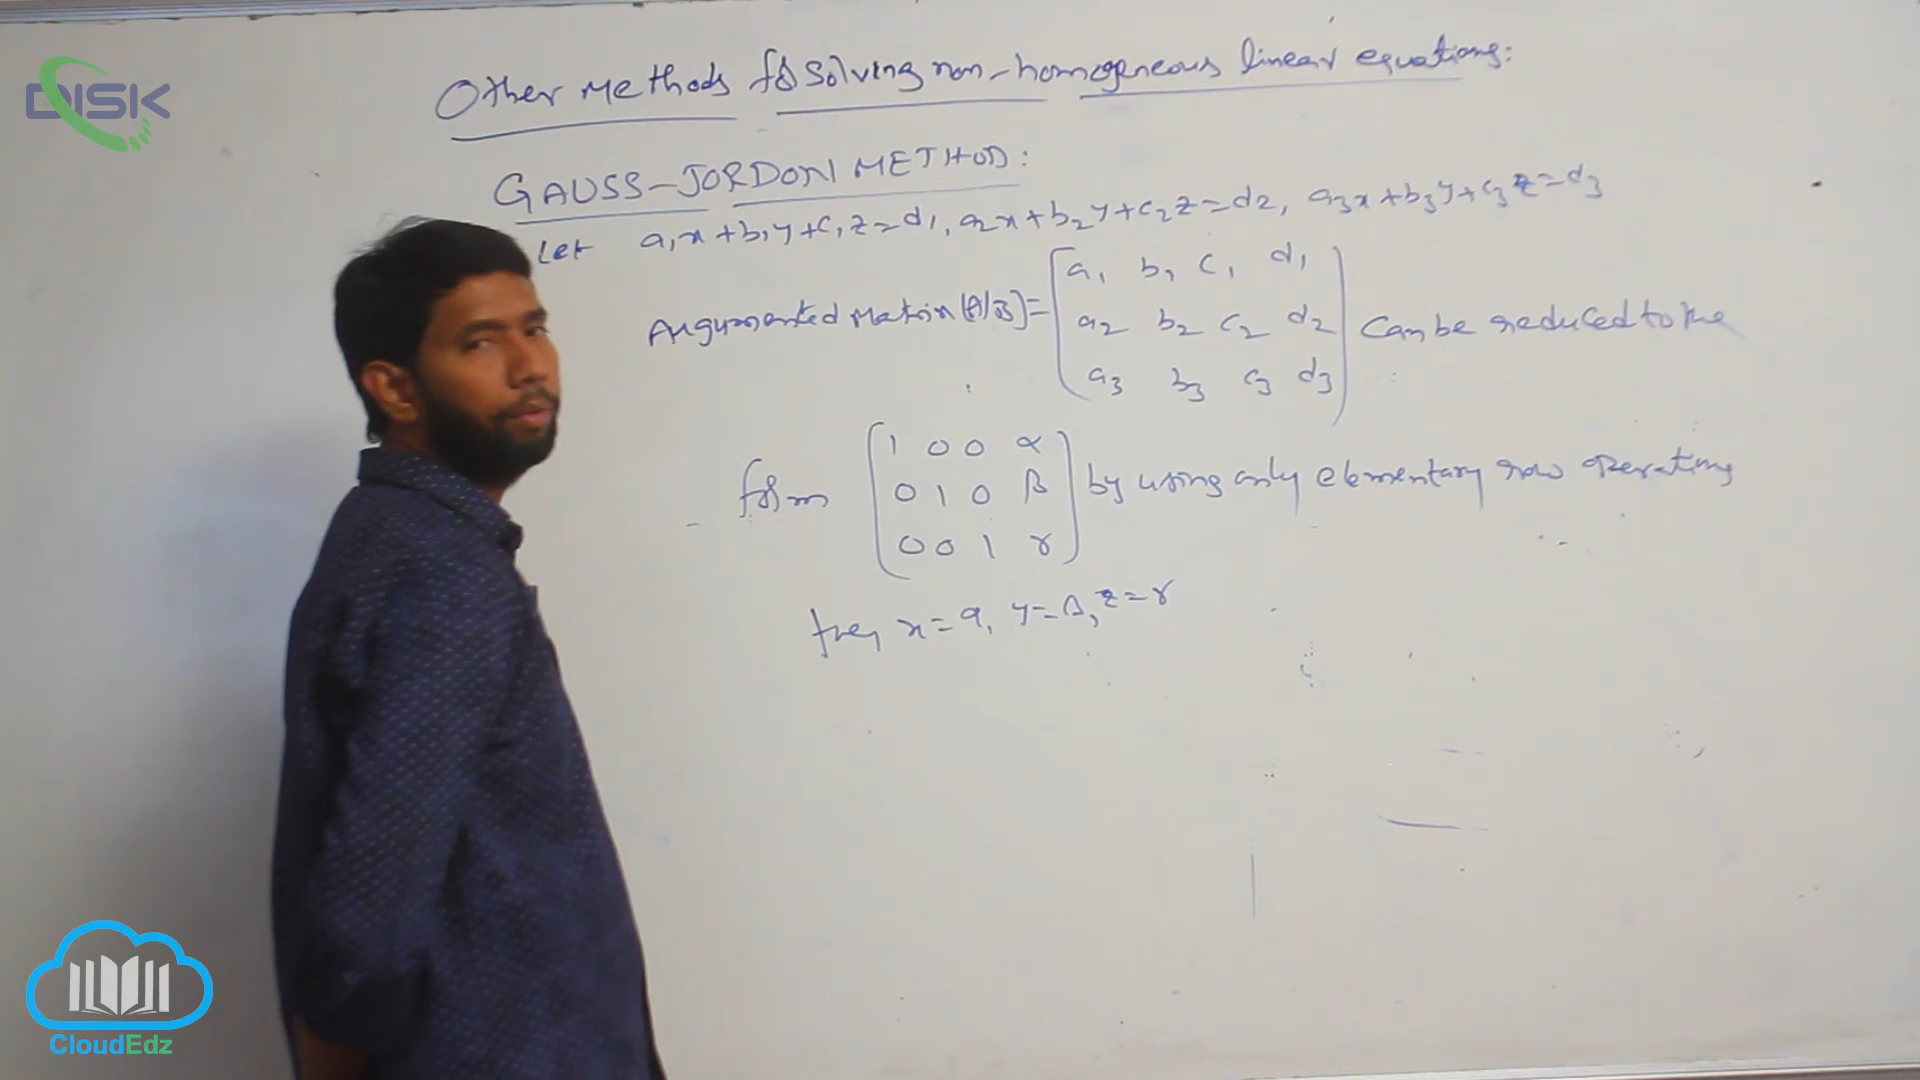 DISK
Other Methods for solving non-homogeneous linear equations:
GAUSS-JORDON METHOD:
Let a₁x+b₁y+c₁z=d₁, a₂x+b₂y+c₂z=d₂, a₃x+b₃y+c₃z=d₃
Argumented Matrix (A/B)= [a₁ b₁ c₁ d₁
a₂ b₂ c₂ d₂
a₃ b₃ c₃ d₃] can be reduced to the
form [1 0 0 α
0 1 0 β
0 0 1 γ] by using only elementary row operations
then x=α, y=β, z=γ
CloudEdz